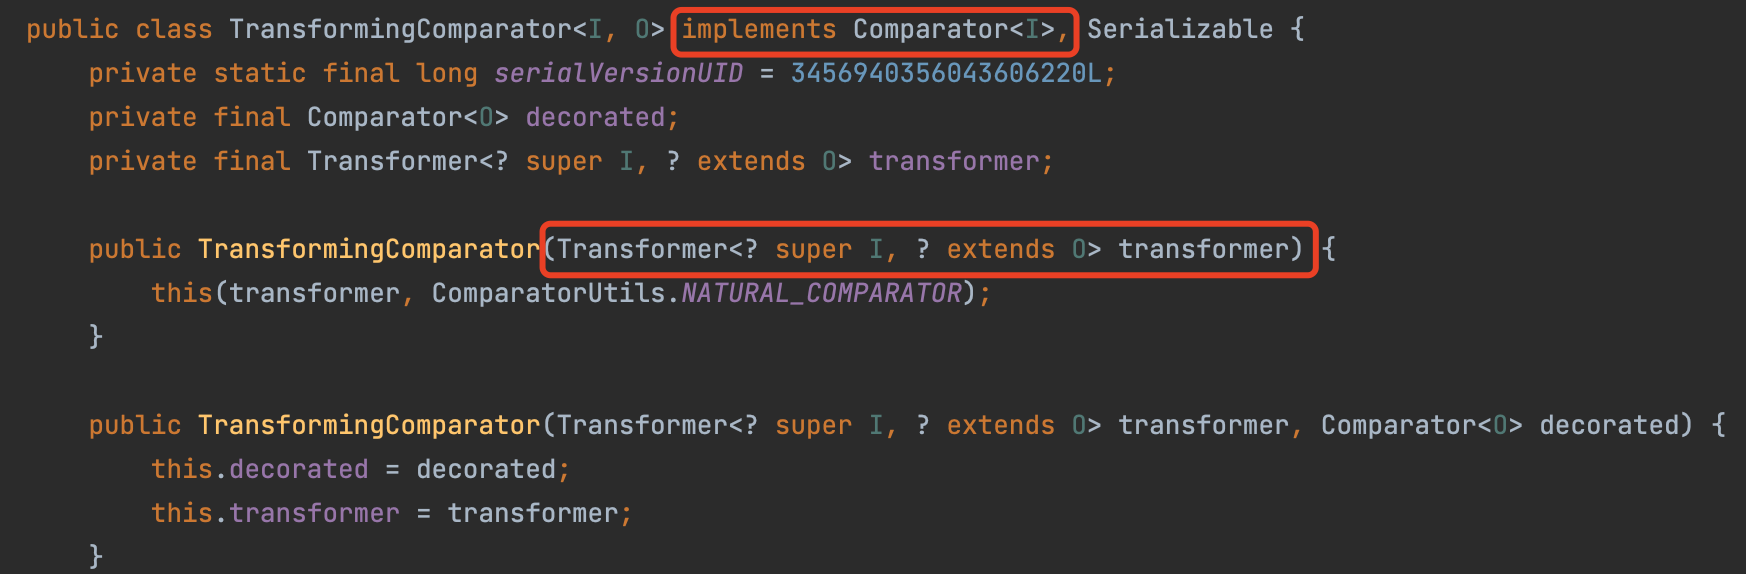 public class TransformingComparator<I, O> implements Comparator<I>, Serializable {
    private static final long serialVersionUID = 3456940356043606220L;
    private final Comparator<O> decorated;
    private final Transformer<? super I, ? extends O> transformer;

    public TransformingComparator(Transformer<? super I, ? extends O> transformer) {
        this(transformer, ComparatorUtils.NATURAL_COMPARATOR);
    }

    public TransformingComparator(Transformer<? super I, ? extends O> transformer, Comparator<O> decorated) {
        this.decorated = decorated;
        this.transformer = transformer;
    }